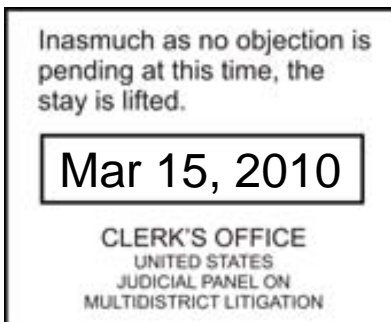 Inasmuch as no objection is
pending at this time, the
stay is lifted.
Mar 15, 2010
CLERK'S OFFICE
UNITED STATES
JUDICIAL PANEL ON
MULTIDISTRICT LITIGATION